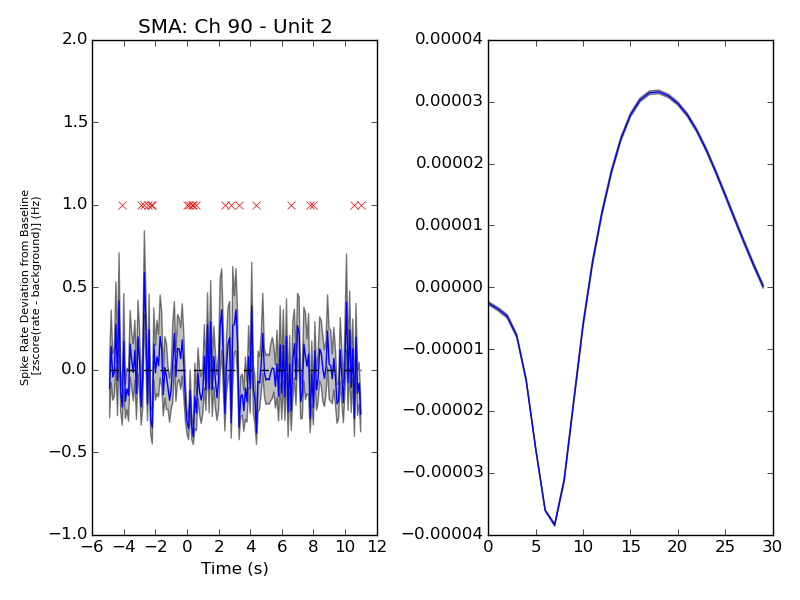 SMA: Ch 90 - Unit 2
2.0
1.5
1.0
0.5
0.0
−0.5
−1.0
Spike Rate Deviation from Baseline
[zscore(rate - background)] (Hz)
−6 −4 −2 0 2 4 6 8 10 12
Time (s)
0.00004
0.00003
0.00002
0.00001
0.00000
−0.00001
−0.00002
−0.00003
−0.00004
0 5 10 15 20 25 30